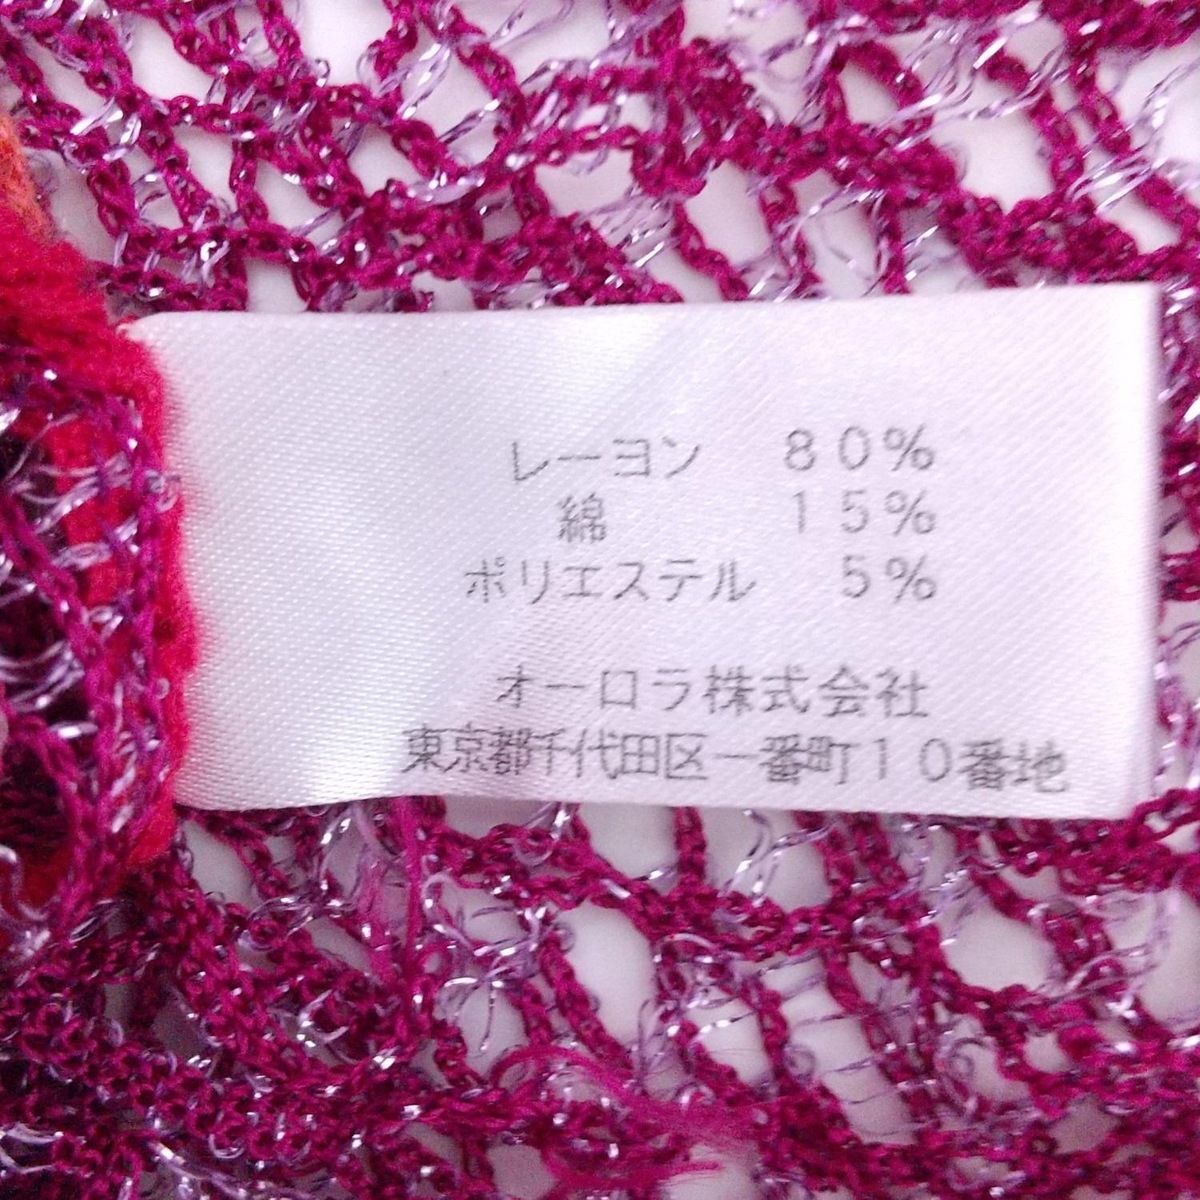 レーヨン　８０％
綿　１５％
ポリエステル　５％
オーロラ株式会社
東京都千代田区一番町１０番地